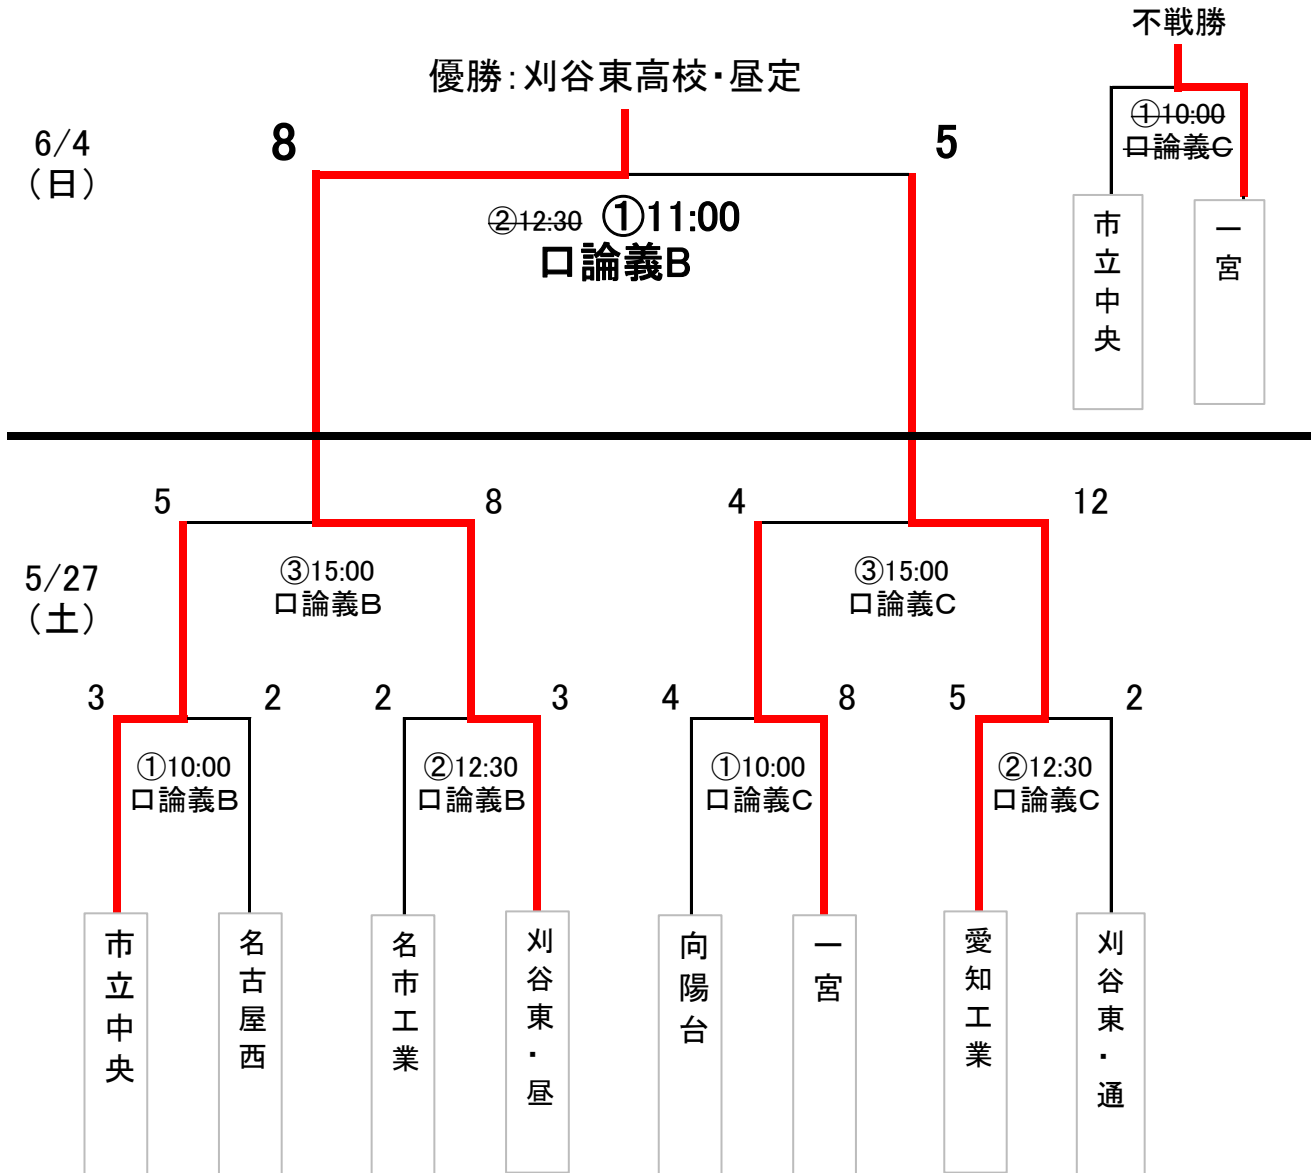 不戦勝
優勝:刈谷東高校・昼定
6/4
(日)
8
5
①10:00
口論義C
②12:30 ①11:00
口論義B
市立中央
一宮
5
8
4
12
5/27
(土)
③15:00
口論義B
③15:00
口論義C
3
2
2
3
4
8
5
2
①10:00
口論義B
②12:30
口論義B
①10:00
口論義C
②12:30
口論義C
市立中央
名古屋西
名市工業
刈谷東・昼
向陽台
一宮
愛知工業
刈谷東・通